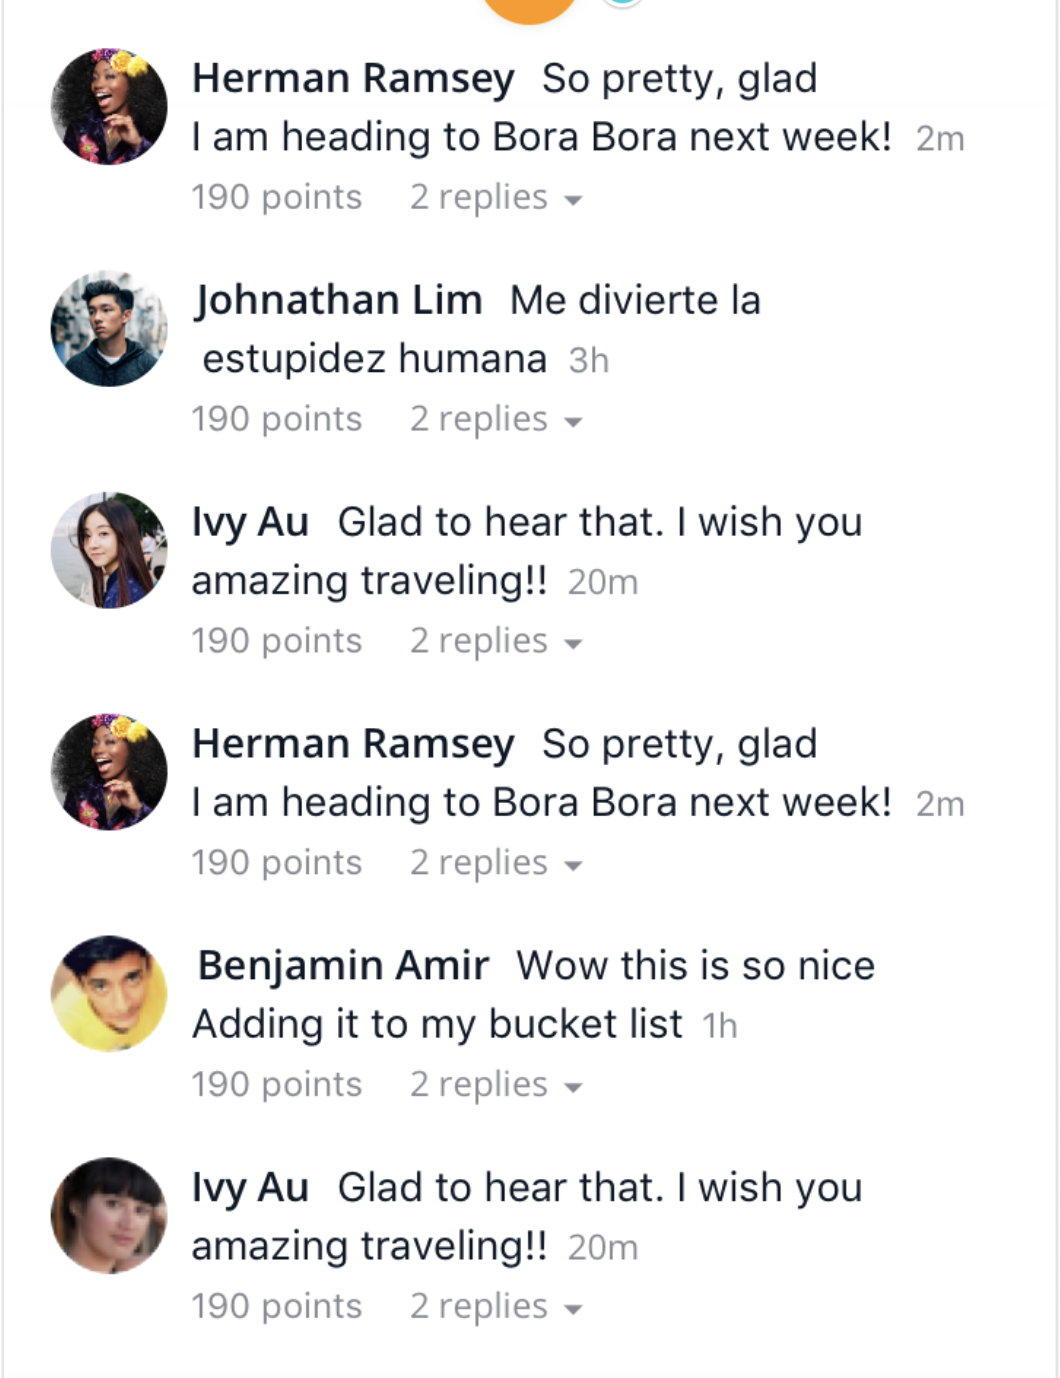 Herman Ramsey So pretty, glad
I am heading to Bora Bora next week! 2m
190 points 2 replies
Johnathan Lim Me divierte la
estupidez humana 3h
190 points 2 replies
Ivy Au Glad to hear that. I wish you
amazing traveling!! 20m
190 points 2 replies
Herman Ramsey So pretty, glad
I am heading to Bora Bora next week! 2m
190 points 2 replies
Benjamin Amir Wow this is so nice
Adding it to my bucket list 1h
190 points 2 replies
Ivy Au Glad to hear that. I wish you
amazing traveling!! 20m
190 points 2 replies